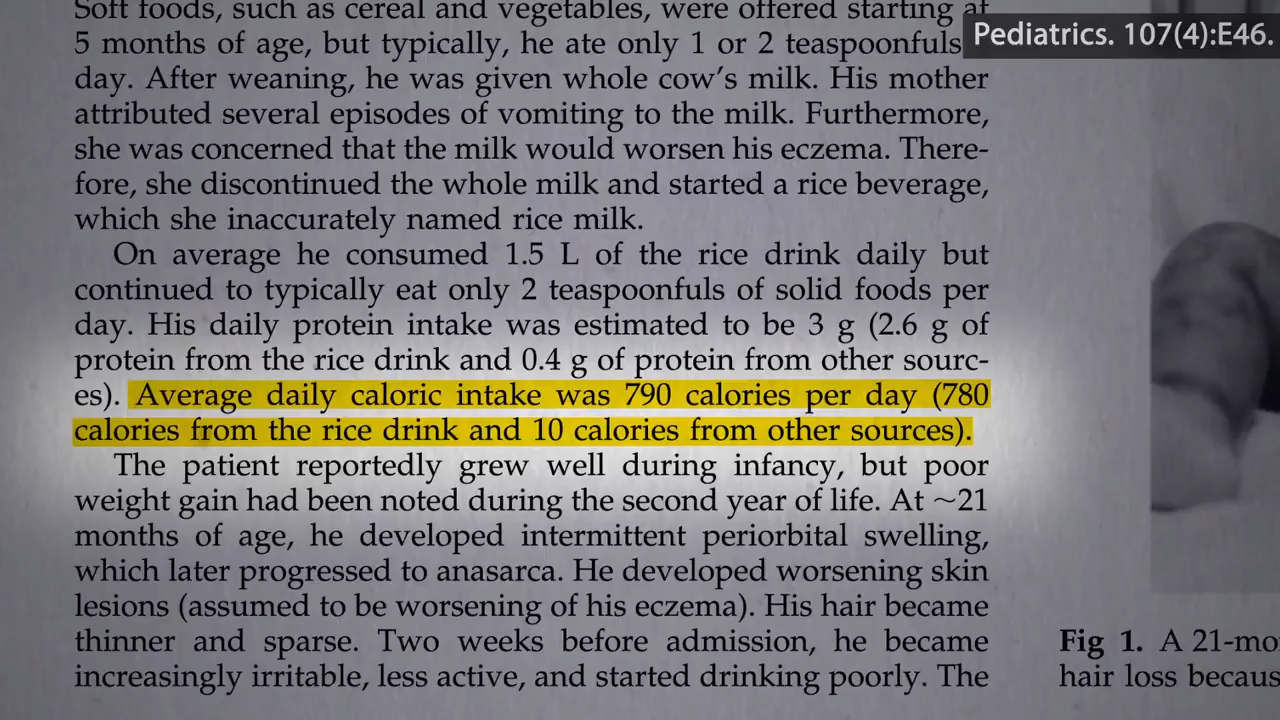 Soft foods, such as cereal and vegetables, were offered starting at
5 months of age, but typically, he ate only 1 or 2 teaspoonfuls
day. After weaning, he was given whole cow's milk. His mother
attributed several episodes of vomiting to the milk. Furthermore,
she was concerned that the milk would worsen his eczema. There-
fore, she discontinued the whole milk and started a rice beverage,
which she inaccurately named rice milk.
On average he consumed 1.5 L of the rice drink daily but
continued to typically eat only 2 teaspoonfuls of solid foods per
day. His daily protein intake was estimated to be 3 g (2.6 g of
protein from the rice drink and 0.4 g of protein from other sourc-
es). Average daily caloric intake was 790 calories per day (780
calories from the rice drink and 10 calories from other sources).
The patient reportedly grew well during infancy, but poor
weight gain had been noted during the second year of life. At ~21
months of age, he developed intermittent periorbital swelling,
which later progressed to anasarca. He developed worsening skin
lesions (assumed to be worsening of his eczema). His hair became
thinner and sparse. Two weeks before admission, he became
increasingly irritable, less active, and started drinking poorly. The
Pediatrics. 107(4):E46.
Fig 1. A 21-mo
hair loss becaus